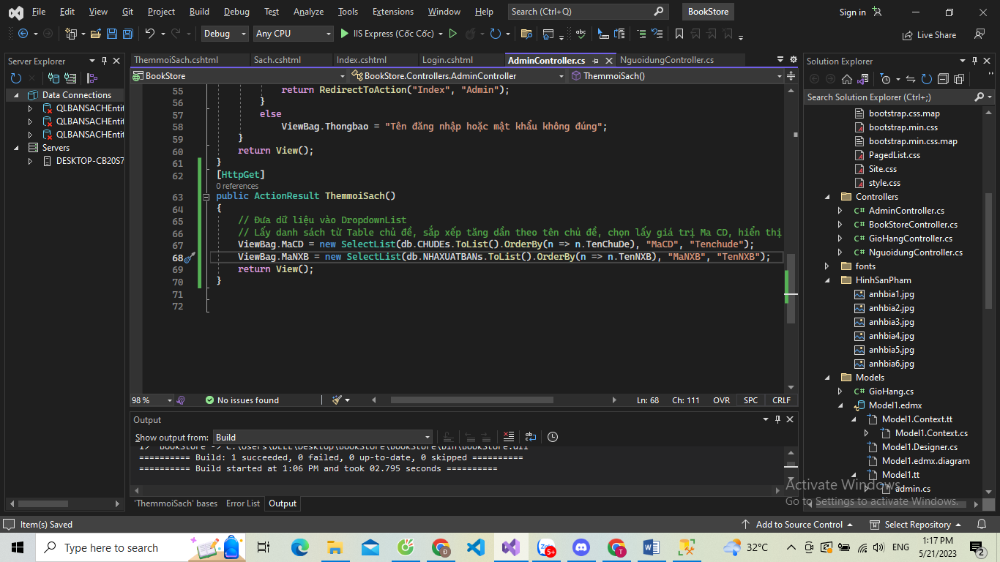 File Edit View Git Project Build Debug Test Analyze Tools Extensions Window Help Search (Ctrl+Q) BookStore Sign in
Debug Any CPU IIS Express (Cốc Cốc) Live Share
Server Explorer
Data Connections
QLBANSACHEntit
QLBANSACHEntit
QLBANSACHEntit
Servers
DESKTOP-CB20S7
ThemmoiSach.cshtml Sach.cshtml Index.cshtml Login.cshtml AdminController.cs NguoidungController.cs
BookStore BookStore.Controllers.AdminController ThemmoiSach()
55 return RedirectToAction("Index", "Admin");
56 }
57 else
58 ViewBag.Thongbao = "Tên đăng nhập hoặc mật khẩu không đúng";
59 }
60 return View();
61 }
62 [HttpGet]
0 references
63 public ActionResult ThemmoiSach()
64 {
65 // Đưa dữ liệu vào DropdownList
66 // Lấy danh sách từ Table chủ đề, sắp xếp tăng dần theo tên chủ đề, chọn lấy giá trị Ma CD, hiển thị
67 ViewBag.MaCD = new SelectList(db.CHUDEs.ToList().OrderBy(n => n.TenChuDe), "MaCD", "Tenchude");
68 ViewBag.MaNXB = new SelectList(db.NHAXUATBANs.ToList().OrderBy(n => n.TenNXB), "MaNXB", "TenNXB");
69 return View();
70 }
71
72
98 % No issues found Ln: 68 Ch: 111 OVR SPC CRLF
Output
Show output from: Build
1> BookStore -> C:\Users\DELL\Desktop\BookStore\BookStore\bin\BookStore.dll
========== Build: 1 succeeded, 0 failed, 0 up-to-date, 0 skipped ==========
========== Build started at 1:06 PM and took 02.795 seconds ==========
'ThemmoiSach' bases Error List Output
Solution Explorer
Search Solution Explorer (Ctrl+;)
bootstrap.css.map
bootstrap.min.css
bootstrap.min.css.map
PagedList.css
Site.css
style.css
Controllers
C# AdminController.cs
C# BookStoreController.cs
C# GioHangController.cs
C# NguoidungController.cs
fonts
HinhSanPham
anhbia1.jpg
anhbia2.jpg
anhbia3.jpg
anhbia4.jpg
anhbia5.jpg
anhbia6.jpg
Models
C# GioHang.cs
Model1.edmx
Model1.Context.tt
Model1.Context.cs
Model1.Designer.cs
Model1.edmx.diagram
Model1.tt
admin.cs
Activate Windows
Go to Settings to activate Windows.
Item(s) Saved Add to Source Control Select Repository
Type here to search 5+ 32°C ENG 1:17 PM 2
5/21/2023